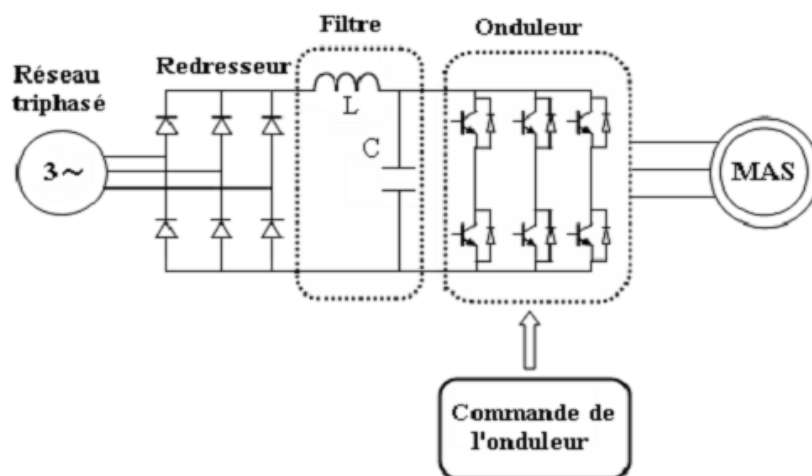 Filtre
Onduleur
Réseau
triphasé
Redresseur
L
C
3~
MAS
Commande de
l'onduleur